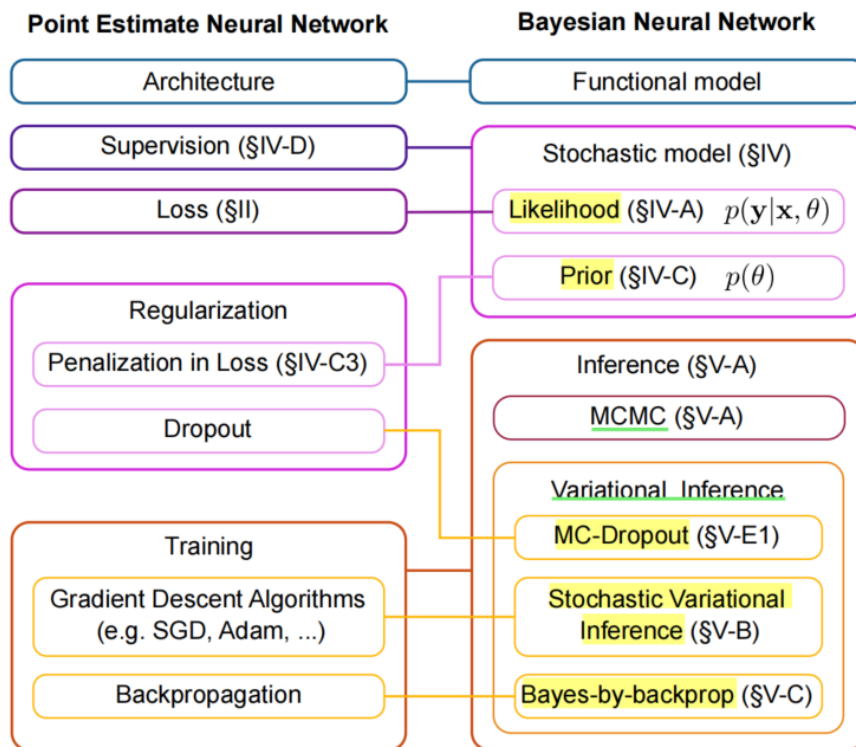 Point Estimate Neural Network
Bayesian Neural Network
Architecture
Functional model
Supervision (§IV-D)
Stochastic model (§IV)
Loss (§II)
Likelihood (§IV-A) p(y|x, θ)
Prior (§IV-C) p(θ)
Regularization
Penalization in Loss (§IV-C3)
Dropout
Inference (§V-A)
MCMC (§V-A)
Variational Inference
MC-Dropout (§V-E1)
Training
Gradient Descent Algorithms
(e.g. SGD, Adam, ...)
Stochastic Variational
Inference (§V-B)
Backpropagation
Bayes-by-backprop (§V-C)